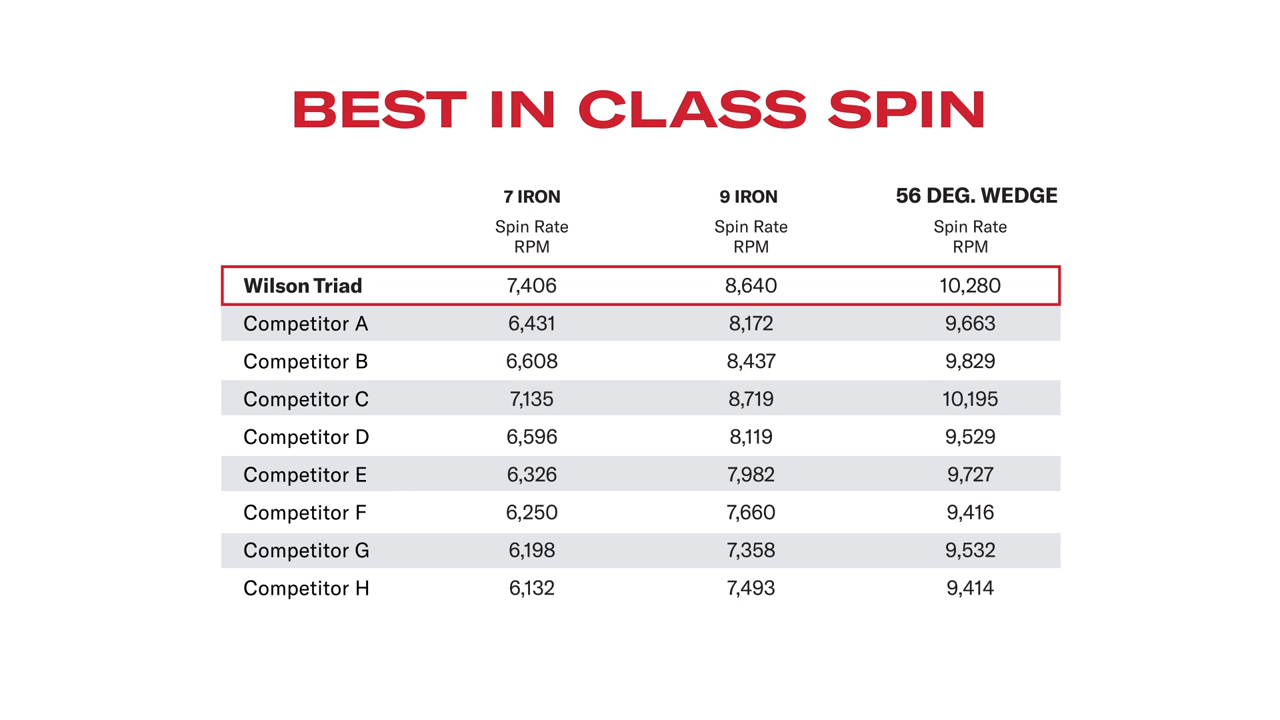 BEST IN CLASS SPIN
7 IRON 9 IRON 56 DEG. WEDGE
Spin Rate Spin Rate Spin Rate
RPM RPM RPM
Wilson Triad 7,406 8,640 10,280
Competitor A 6,431 8,172 9,663
Competitor B 6,608 8,437 9,829
Competitor C 7,135 8,719 10,195
Competitor D 6,596 8,119 9,529
Competitor E 6,326 7,982 9,727
Competitor F 6,250 7,660 9,416
Competitor G 6,198 7,358 9,532
Competitor H 6,132 7,493 9,414